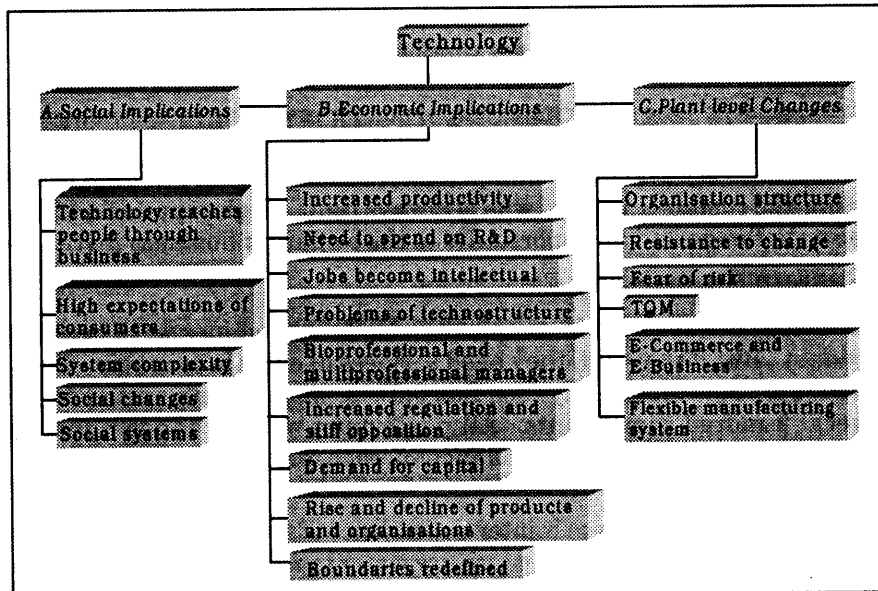 Technology
A.Social Implications
B.Economic Implications
C.Plant level Changes
Technology reaches
people through
business
High expectations of
consumers
System complexity
Social changes
Social systems
Increased productivity
Need to spend on R&D
Jobs become intellectual
Problems of technostructure
Bioprofessional and
multiprofessional managers
Increased regulation and
stiff opposition
Demand for capital
Rise and decline of products
and organisations
Boundaries redefined
Organisation structure
Resistance to change
Fear of risk
TQM
E-Commerce and
E-Business
Flexible manufacturing
system